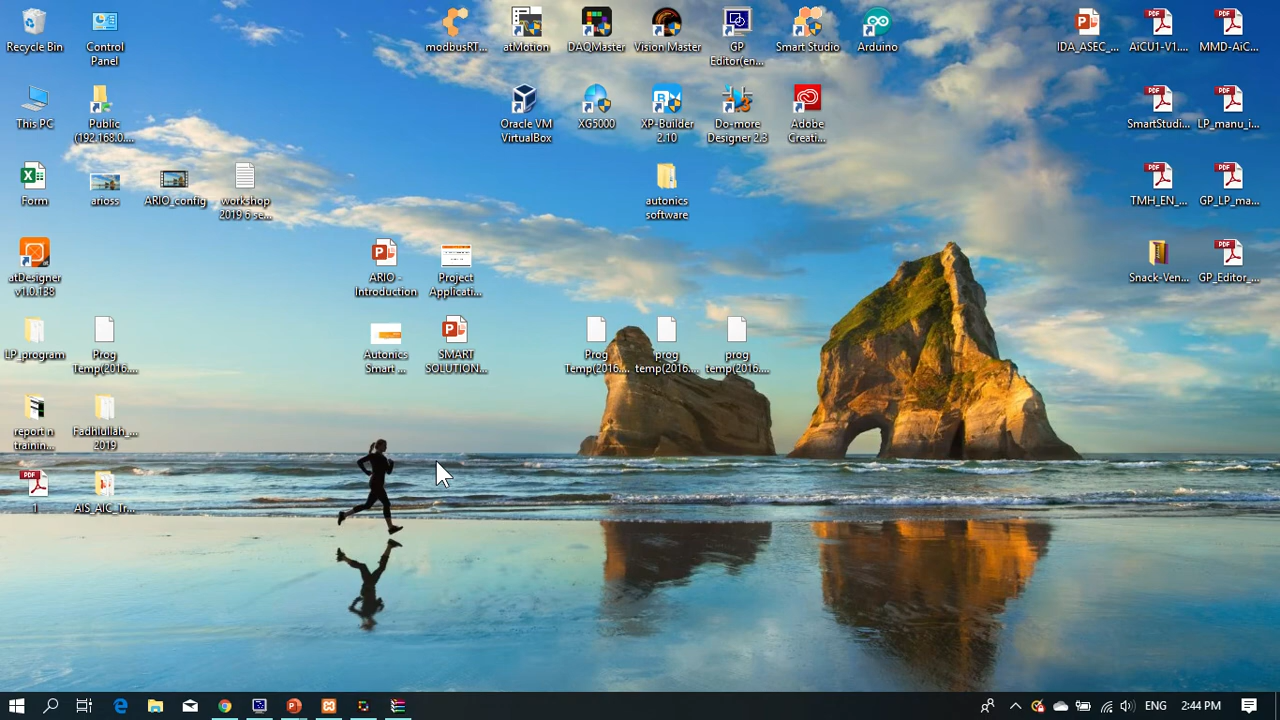 Recycle Bin
Control
Panel
modbusRT...
atMotion
DAQMaster
Vision Master
GP
Editor(en...
Smart Studio
Arduino
IDA_ASEC_...
AiCU1-V1....
MMD-AiC...
This PC
Public
(192.168.0....
Oracle VM
VirtualBox
XG5000
XP-Builder
2.10
Do-more
Designer 2.3
Adobe
Creati...
SmartStudi...
LP_manu_i...
Form
arioss
ARIO_config
workshop
2019 6 se...
autonics
software
TMH_EN_...
GP_LP_ma...
atDesigner
v1.0.138
ARIO -
Introduction
Project
Applicati...
Snack-Ven...
GP_Editor_...
LP_program
Prog
Temp(2016....
Autonics
Smart ...
SMART
SOLUTION...
Prog
Temp(2016....
prog
temp(2016....
prog
temp(2016....
report n
trainin...
Fadhlullah_...
2019
1
AIS_AIC_Tr...
ENG
2:44 PM